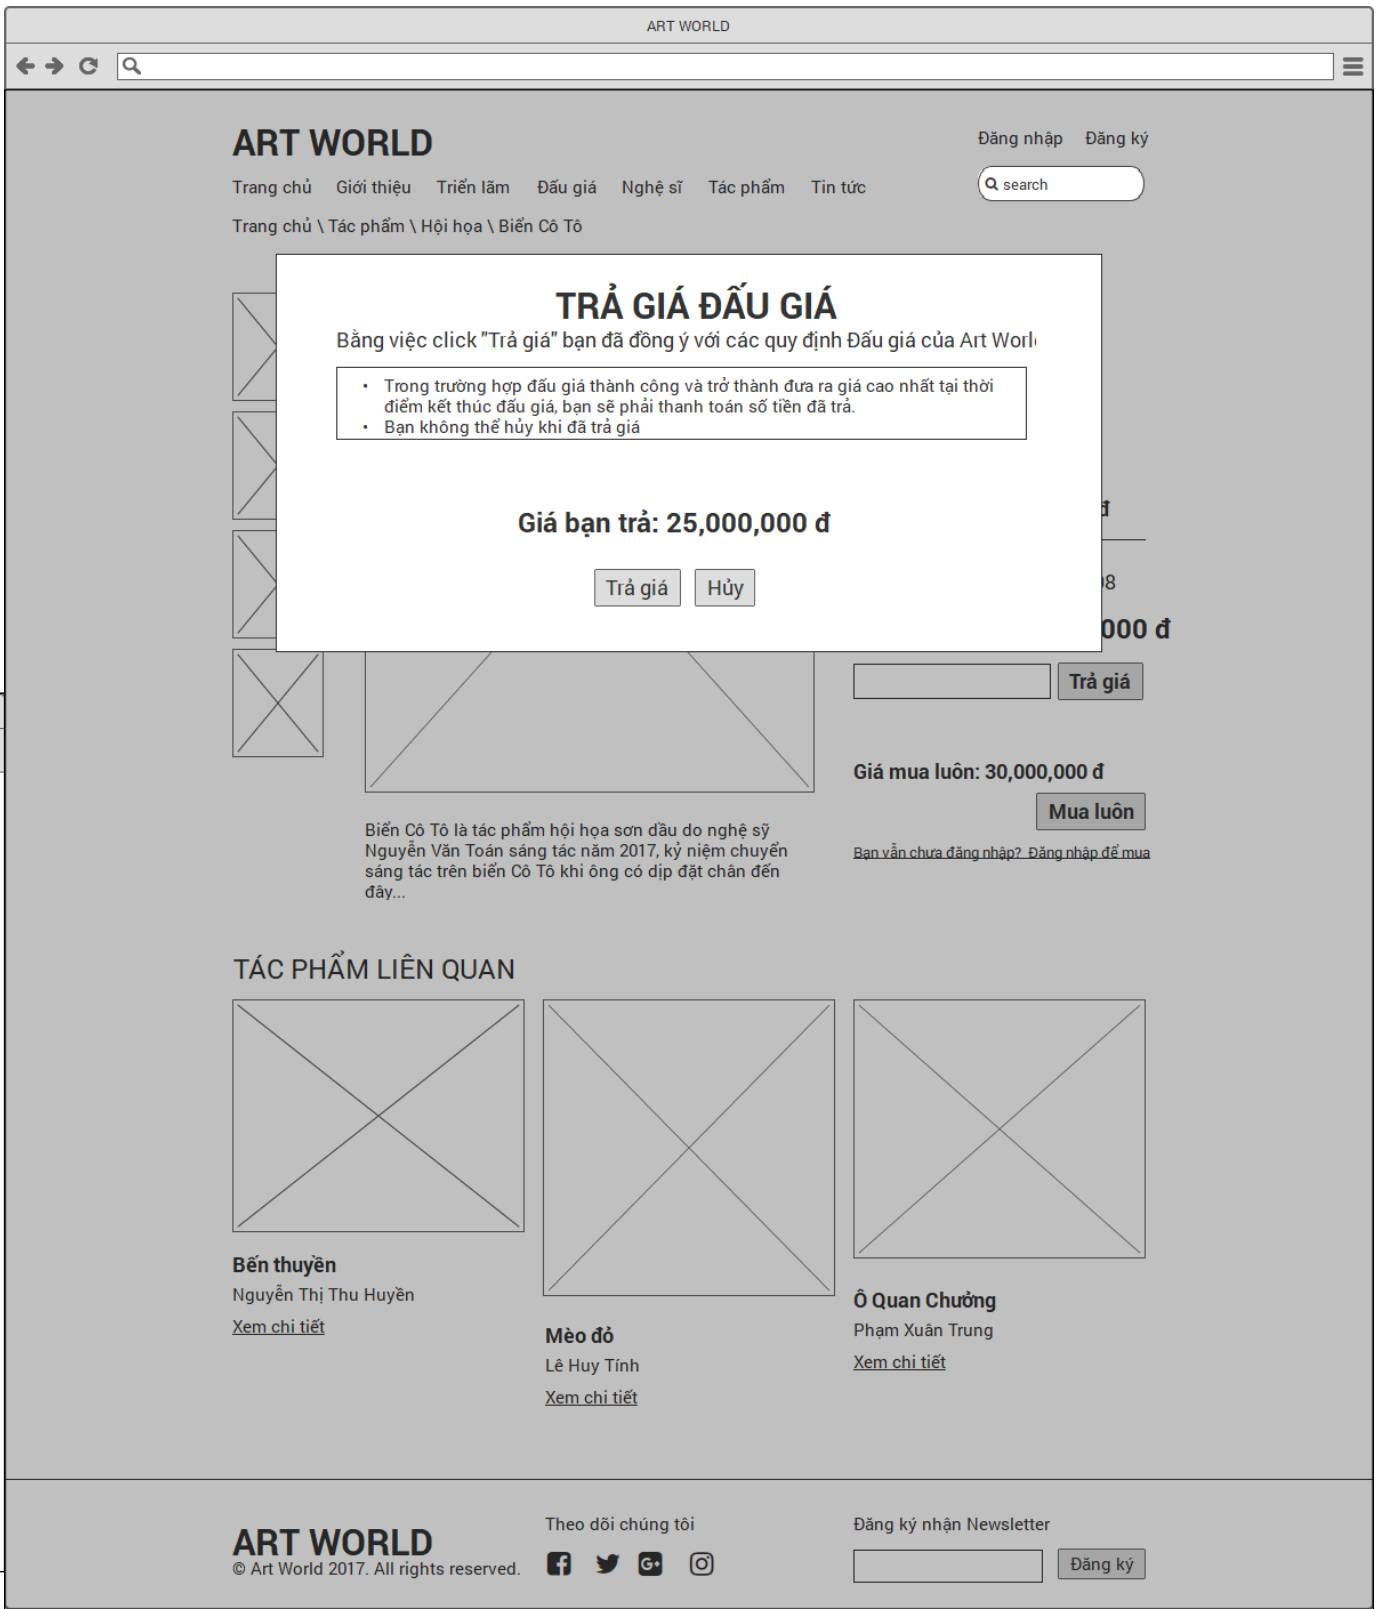 ART WORLD
ART WORLD
Đăng nhập Đăng ký
Trang chủ Giới thiệu Triển lãm Đấu giá Nghệ sĩ Tác phẩm Tin tức
search
Trang chủ \ Tác phẩm \ Hội họa \ Biển Cô Tô
TRẢ GIÁ ĐẤU GIÁ
Bằng việc click "Trả giá" bạn đã đồng ý với các quy định Đấu giá của Art Worl
• Trong trường hợp đấu giá thành công và trở thành đưa ra giá cao nhất tại thời
điểm kết thúc đấu giá, bạn sẽ phải thanh toán số tiền đã trả.
• Bạn không thể hủy khi đã trả giá
Giá bạn trả: 25,000,000 đ
Trả giá Hủy
đ
8
000 đ
Trả giá
Giá mua luôn: 30,000,000 đ
Mua luôn
Bạn vẫn chưa đăng nhập? Đăng nhập để mua
Biển Cô Tô là tác phẩm hội họa sơn dầu do nghệ sỹ
Nguyễn Văn Toán sáng tác năm 2017, kỷ niệm chuyến
sáng tác trên biển Cô Tô khi ông có dịp đặt chân đến
đây...
TÁC PHẨM LIÊN QUAN
Bến thuyền
Nguyễn Thị Thu Huyền
Xem chi tiết
Mèo đỏ
Lê Huy Tính
Xem chi tiết
Ô Quan Chưởng
Phạm Xuân Trung
Xem chi tiết
ART WORLD
© Art World 2017. All rights reserved.
Theo dõi chúng tôi
Đăng ký nhận Newsletter
Đăng ký